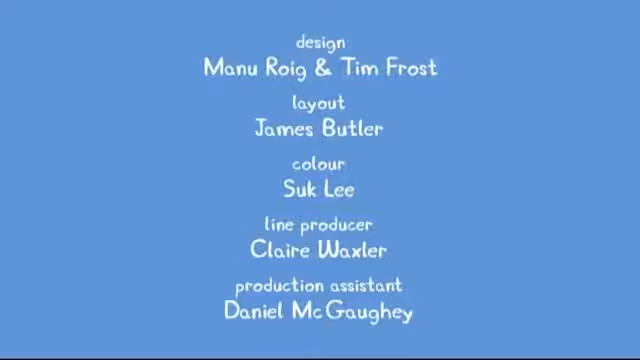 design
Manu Roig & Tim Frost
layout
James Butler
colour
Suk Lee
line producer
Claire Waxler
production assistant
Daniel McGaughey